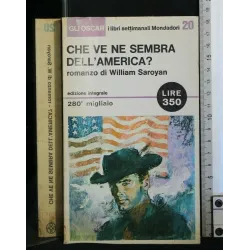 GLI OSCAR i libri settimanali Mondadori 20
CHE VE NE SEMBRA
DELL'AMERICA?
romanzo di William Saroyan
edizione integrale
280° migliaio
LIRE
350
CHE VE NE SEMBRA DELL'AMERICA?